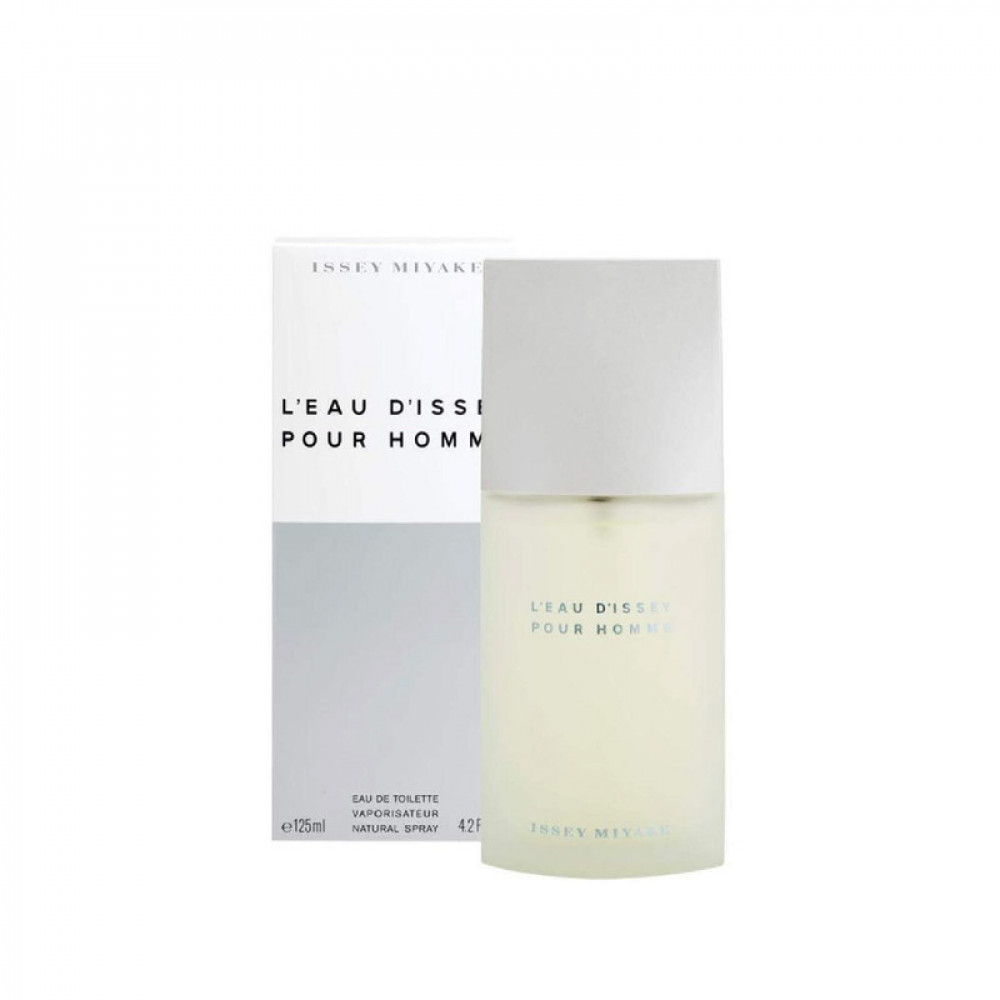 ISSEY MIYAKE
L'EAU D'ISSE
POUR HOMM
EAU DE TOILETTE
VAPORISATEUR
℮125ml NATURAL SPRAY 4.2 F
L'EAU D'ISSEY
POUR HOMME
ISSEY MIYAKE